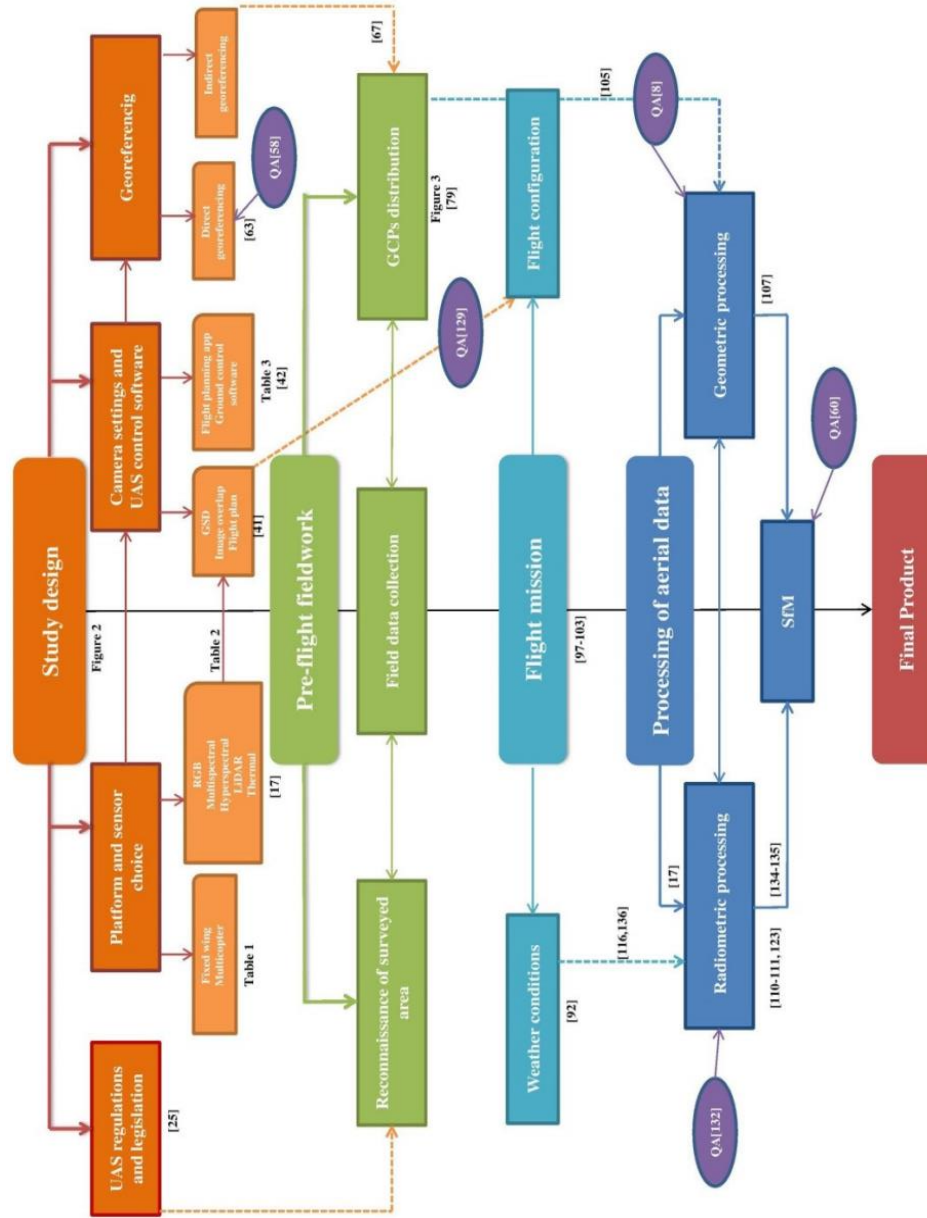 Study design
Figure 2
UAS regulations
and legislation
[25]
Platform and sensor
choice
Camera settings and
UAS control software
Georeferencig
Fixed wing
Multicopter
Table 1
RGB
Multispectral
Hyperspectral
LiDAR
Thermal
[17]
Table 2
GSD
Image overlap
Flight plan
[41]
Flight planning app
Ground control
software
Table 3
[42]
Direct
georeferencing
[63]
QA[58]
Indirect
georeferencing
[67]
Pre-flight fieldwork
Reconnaissance of surveyed
area
Field data collection
GCPs distribution
Figure 3
[79]
QA[129]
Flight mission
[97-103]
Weather conditions
[92]
Flight configuration
[105]
[116,136]
QA[8]
Processing of aerial data
[17]
QA[132]
Radiometric processing
[110-111, 123]
[134-135]
Geometric processing
[107]
SfM
QA[60]
Final Product